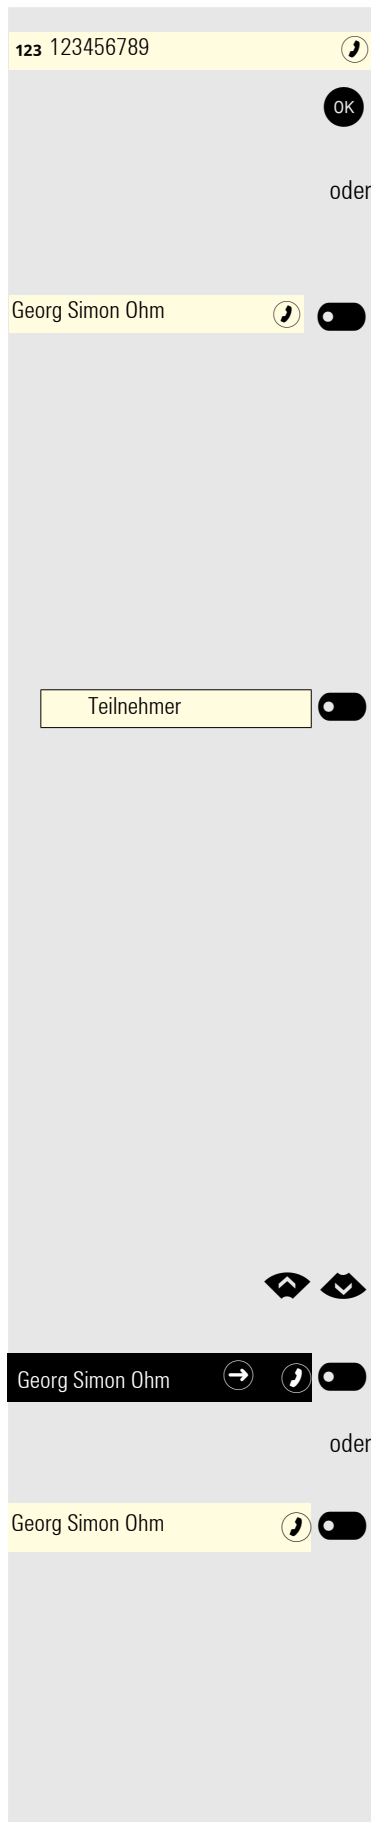 123 123456789
OK
oder
Georg Simon Ohm
Teilnehmer
Georg Simon Ohm
oder
Georg Simon Ohm